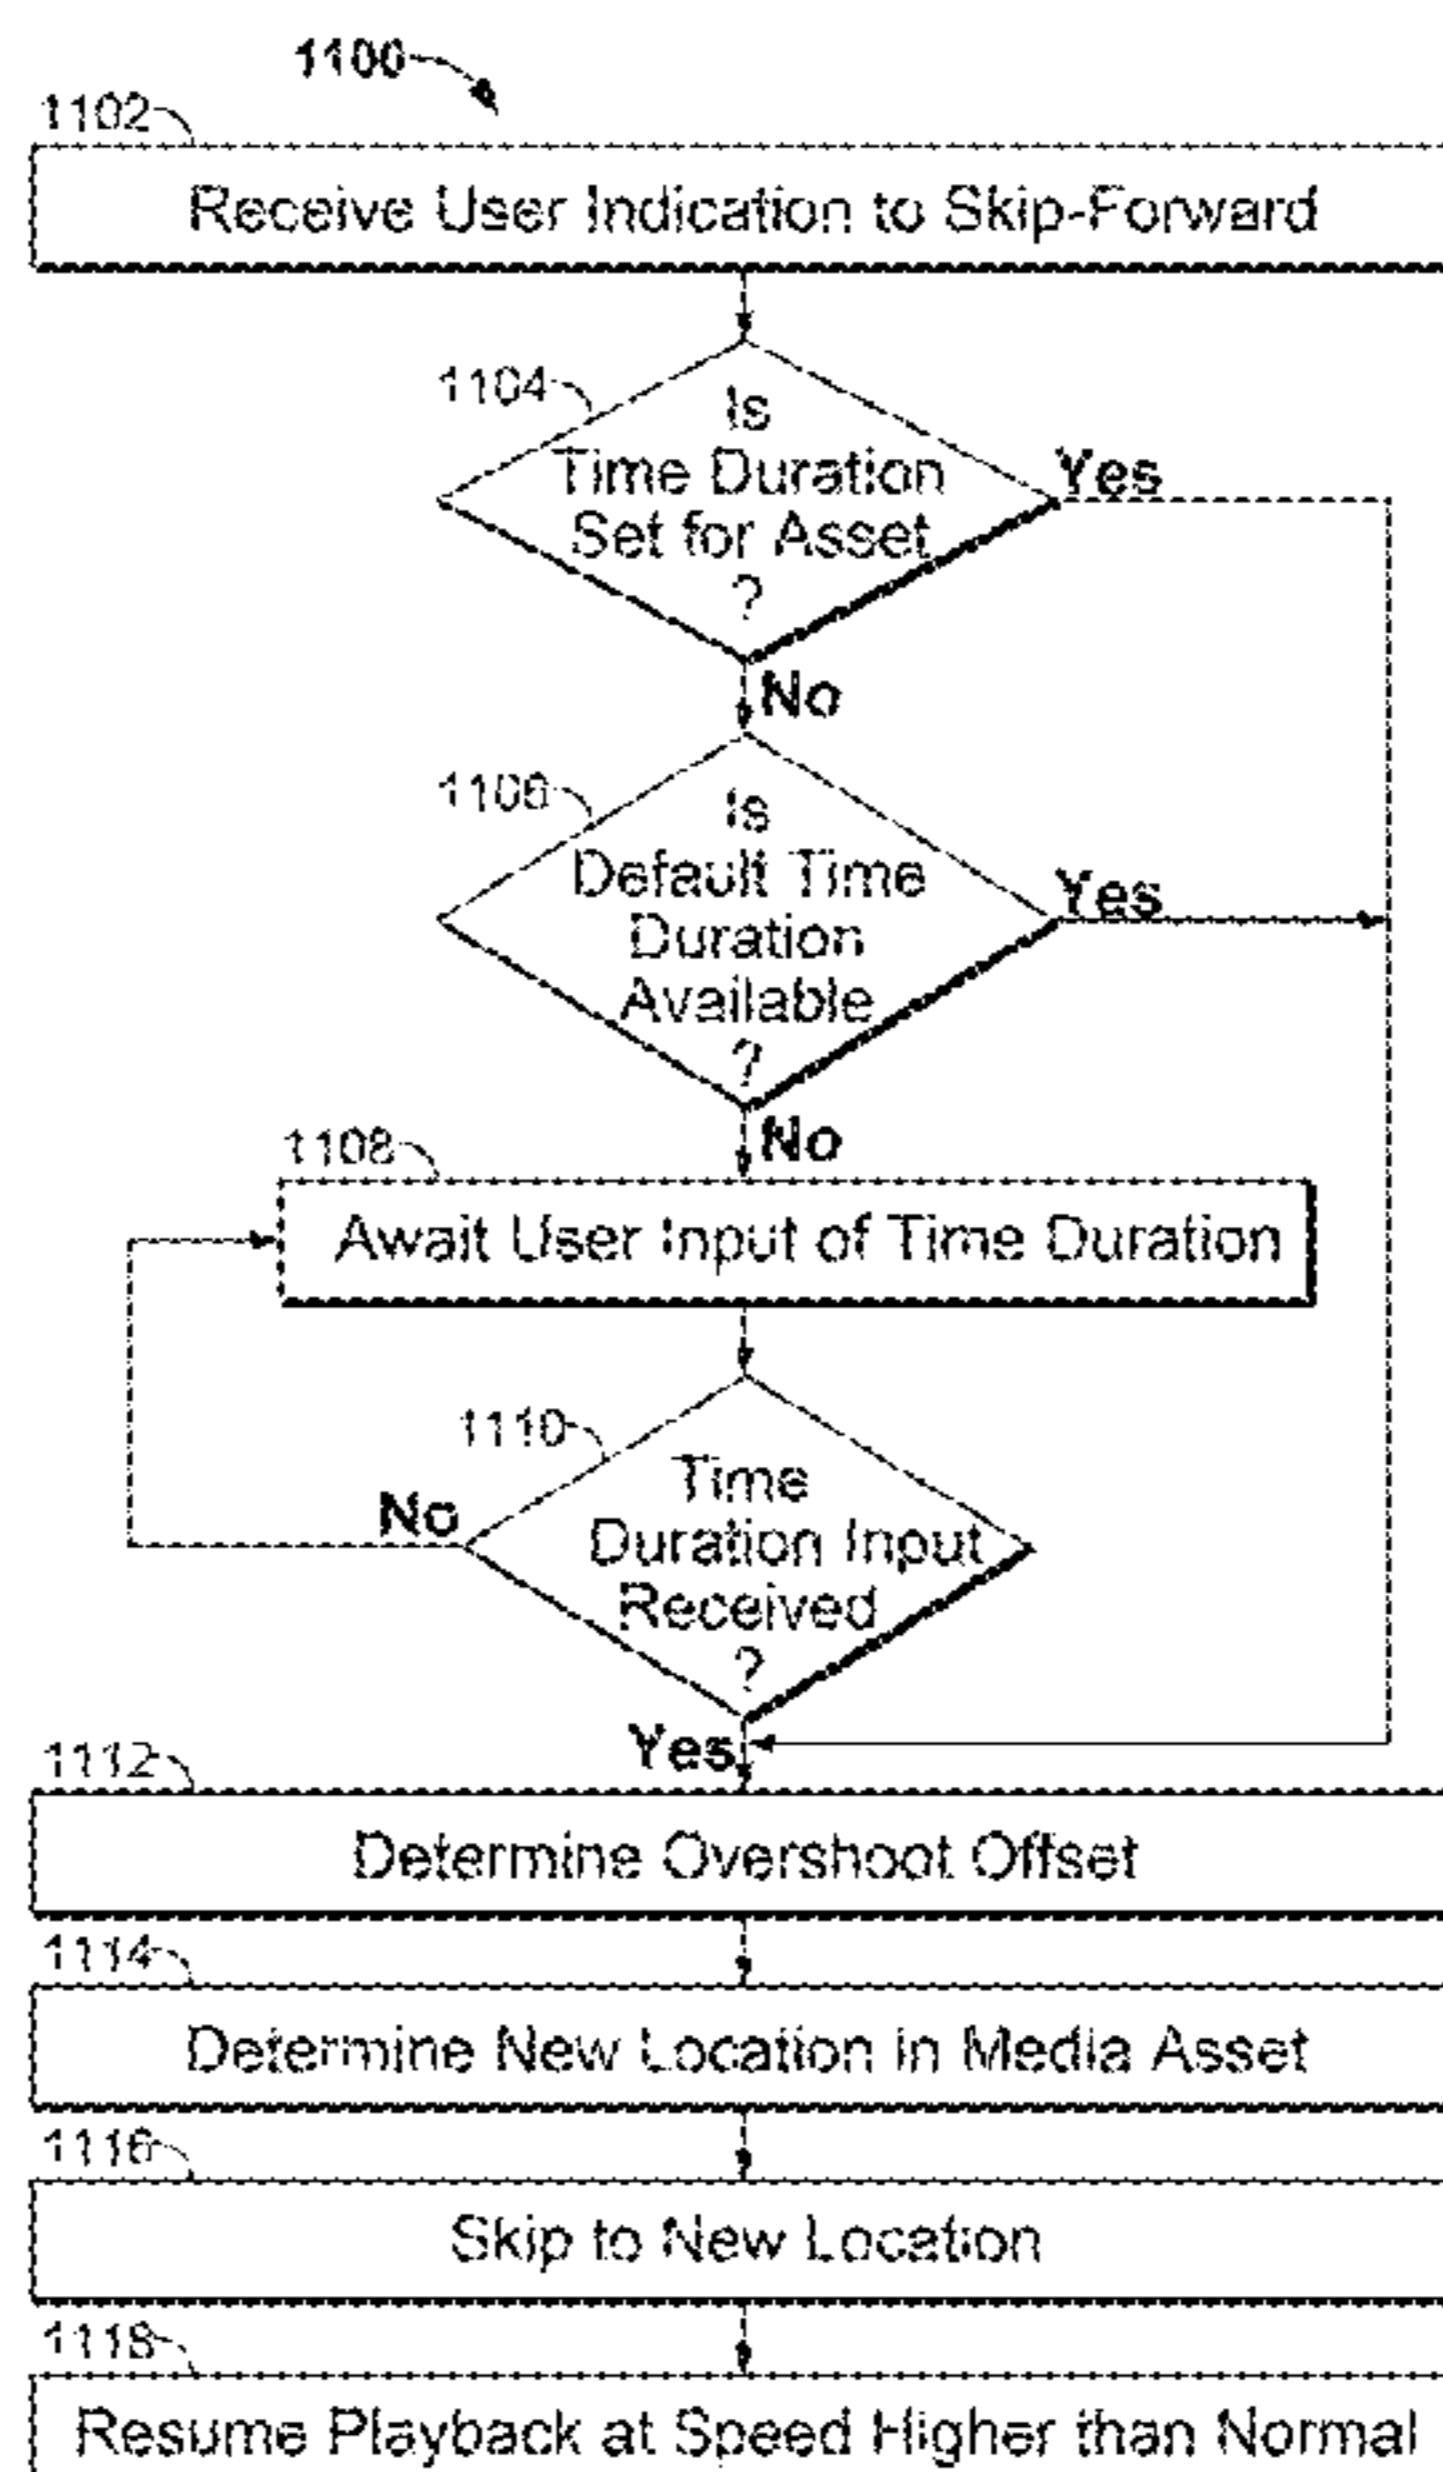 1100
1102
Receive User Indication to Skip-Forward
1104
Is
Time Duration
Set for Asset
?
Yes
No
1106
Is
Default Time
Duration
Available
?
Yes
No
1108
Await User Input of Time Duration
1110
Time
Duration Input
Received
?
No
Yes
1112
Determine Overshoot Offset
1114
Determine New Location in Media Asset
1116
Skip to New Location
1118
Resume Playback at Speed Higher than Normal